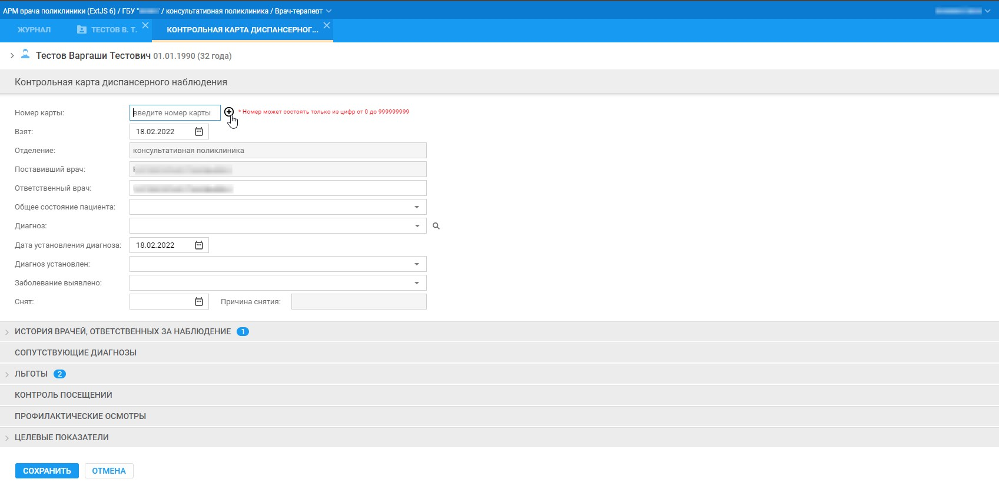 АРМ врача поликлиники (ExtJS 6) / ГБУ " " / консультативная поликлиника / Врач-терапевт
ЖУРНАЛ
ТЕСТОВ В. Т.
КОНТРОЛЬНАЯ КАРТА ДИСПАНСЕРНОГ...
Тестов Варгаши Тестович 01.01.1990 (32 года)
Контрольная карта диспансерного наблюдения
Номер карты: введите номер карты * Номер может состоять только из цифр от 0 до 999999999
Взят: 18.02.2022
Отделение: консультативная поликлиника
Поставивший врач:
Ответственный врач:
Общее состояние пациента:
Диагноз:
Дата установления диагноза: 18.02.2022
Диагноз установлен:
Заболевание выявлено:
Снят: Причина снятия:
ИСТОРИЯ ВРАЧЕЙ, ОТВЕТСТВЕННЫХ ЗА НАБЛЮДЕНИЕ 1
СОПУТСТВУЮЩИЕ ДИАГНОЗЫ
ЛЬГОТЫ 2
КОНТРОЛЬ ПОСЕЩЕНИЙ
ПРОФИЛАКТИЧЕСКИЕ ОСМОТРЫ
ЦЕЛЕВЫЕ ПОКАЗАТЕЛИ
СОХРАНИТЬ ОТМЕНА